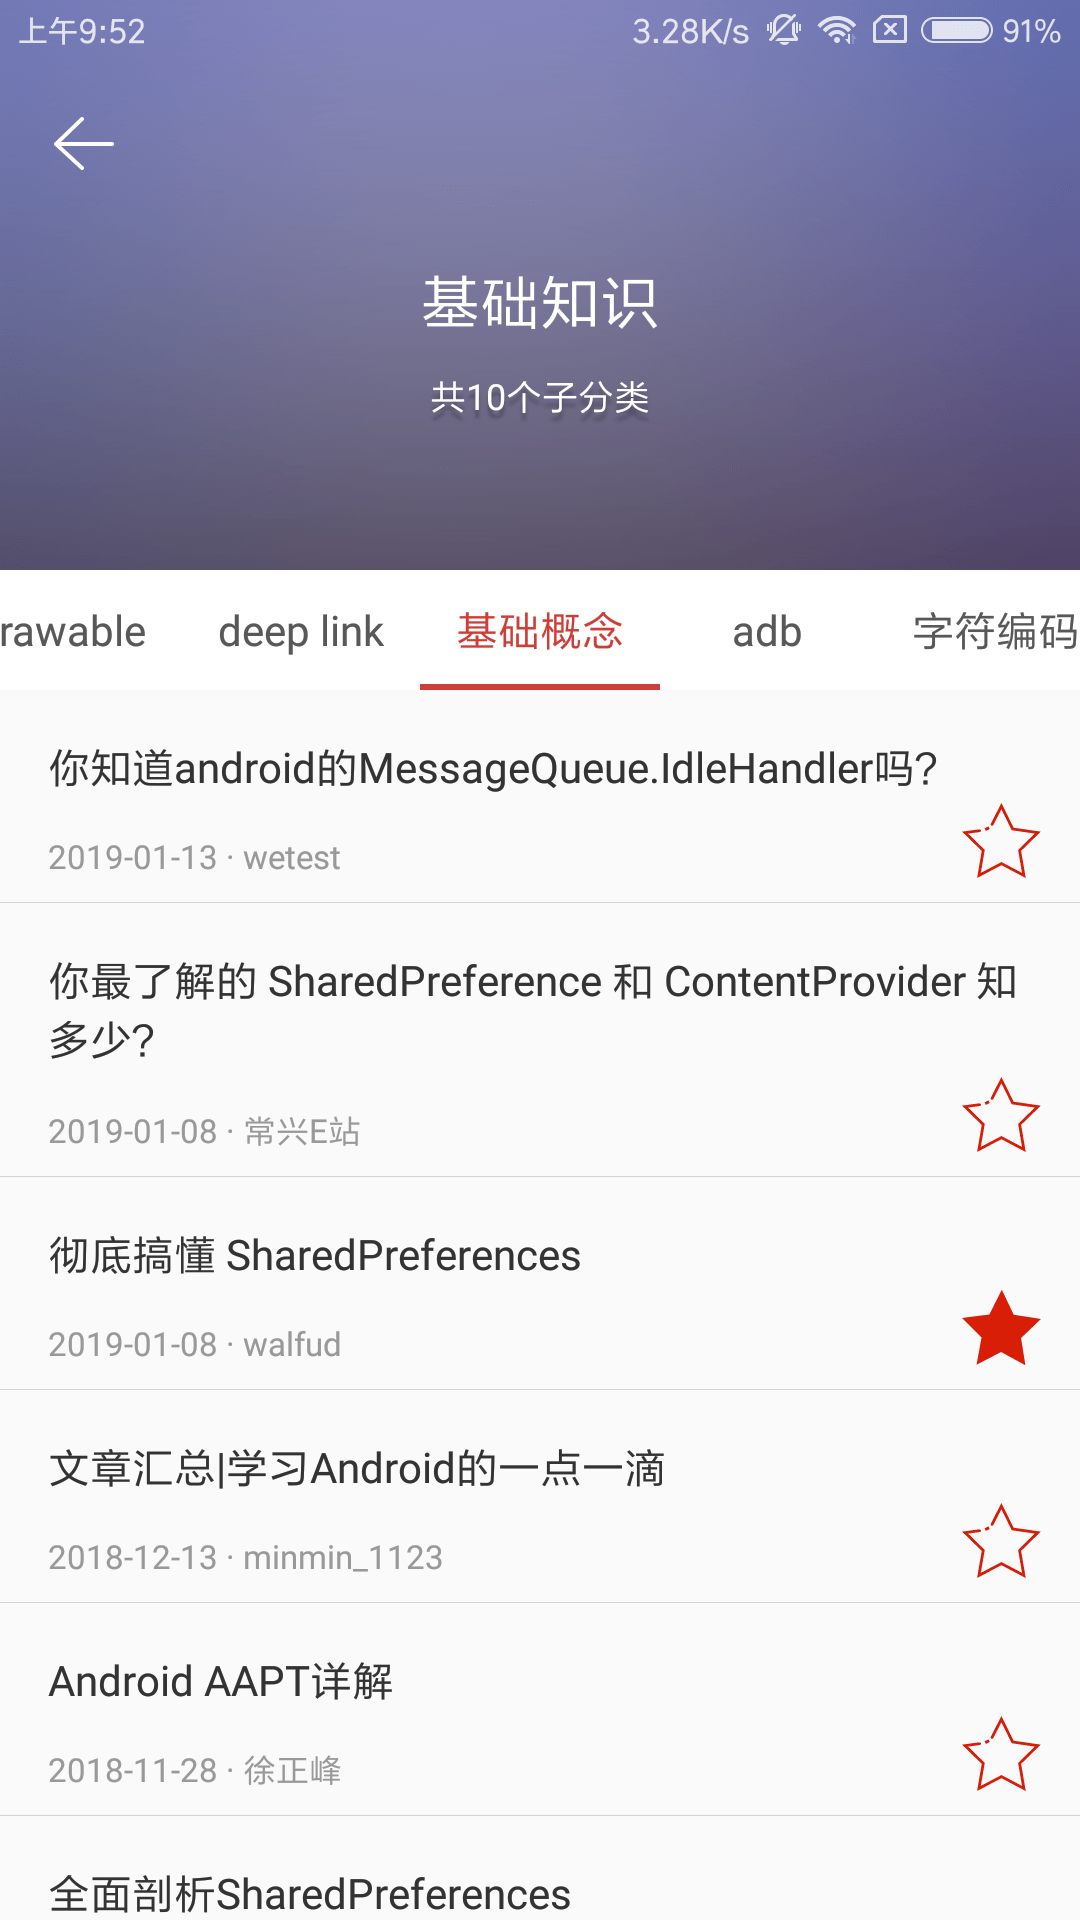 上午9:52 3.28K/s 91%
基础知识
共10个子分类
rawable deep link 基础概念 adb 字符编码
你知道android的MessageQueue.IdleHandler吗?
2019-01-13 · wetest
你最了解的 SharedPreference 和 ContentProvider 知
多少?
2019-01-08 · 常兴E站
彻底搞懂 SharedPreferences
2019-01-08 · walfud
文章汇总|学习Android的一点一滴
2018-12-13 · minmin_1123
Android AAPT详解
2018-11-28 · 徐正峰
全面剖析SharedPreferences